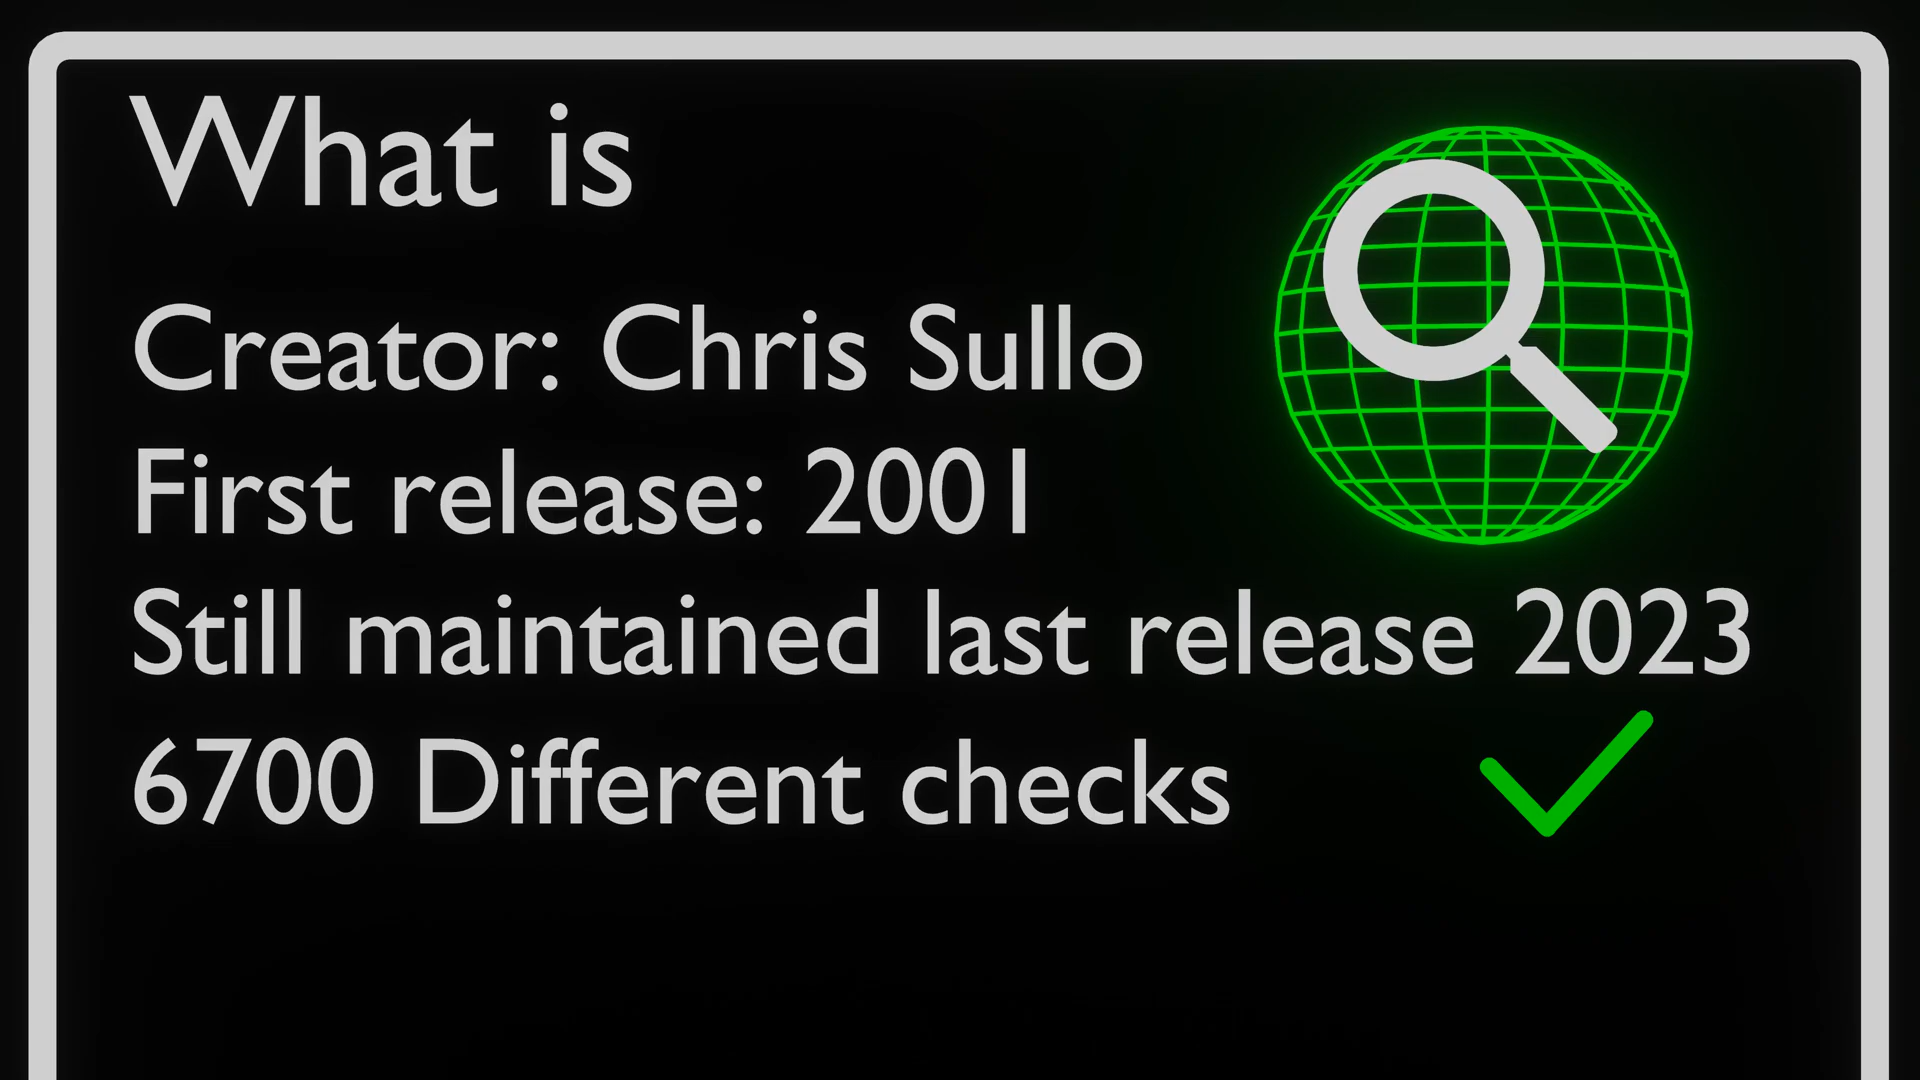 What is
Creator: Chris Sullo
First release: 2001
Still maintained last release 2023
6700 Different checks